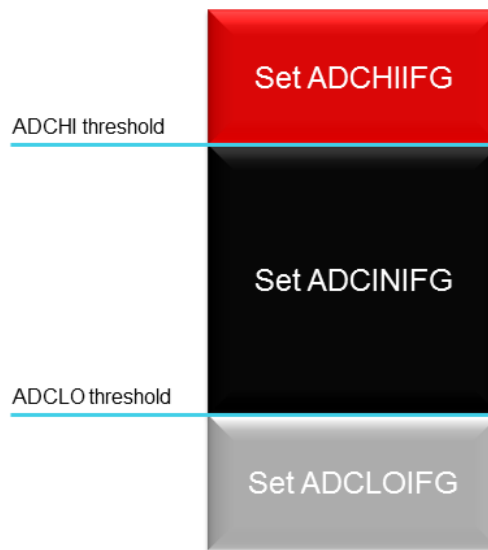 Set ADCHIIFG
ADCHI threshold
Set ADCINIFG
ADCLO threshold
Set ADCLOIFG